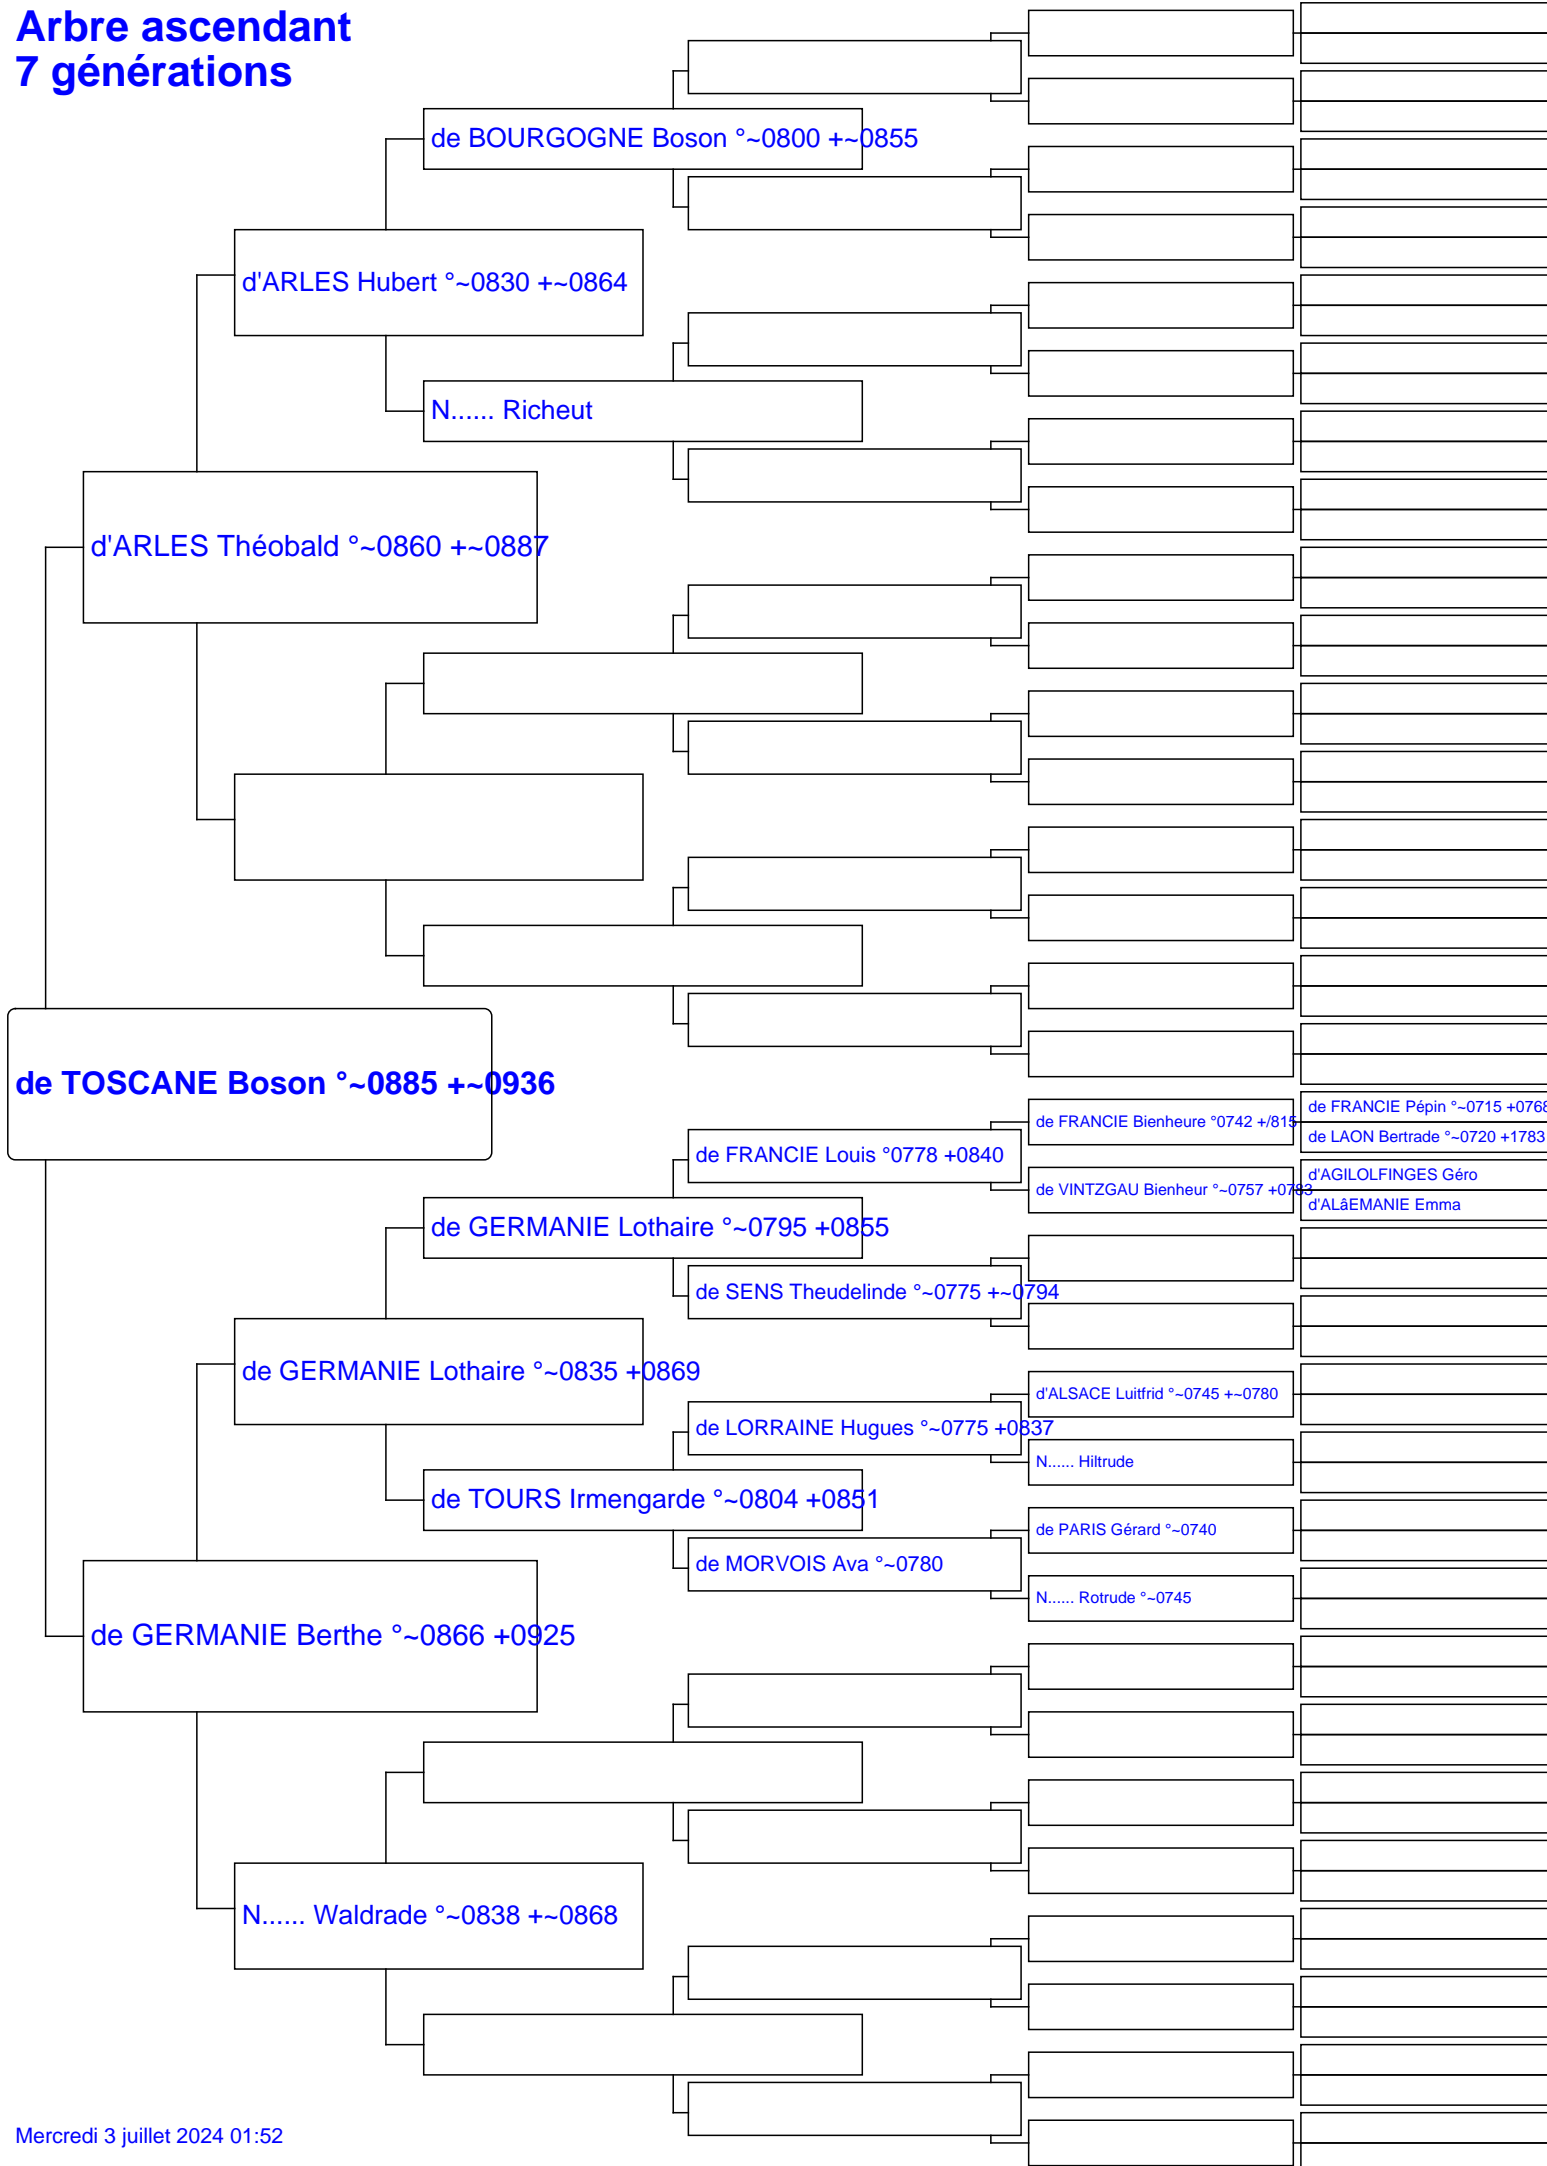 Arbre ascendant
7 générations
de BOURGOGNE Boson °~0800 +~0855
d'ARLES Hubert °~0830 +~0864
N...... Richeut
d'ARLES Théobald °~0860 +~0887
de TOSCANE Boson °~0885 +~0936
de FRANCIE Bienheure °0742 +/815
de FRANCIE Pépin °~0715 +0768
de LAON Bertrade °~0720 +1783
de FRANCIE Louis °0778 +0840
de VINTZGAU Bienheur °~0757 +0783
d'AGILOLFINGES Géro
d'ALâEMANIE Emma
de GERMANIE Lothaire °~0795 +0855
de SENS Theudelinde °~0775 +~0794
de GERMANIE Lothaire °~0835 +0869
d'ALSACE Luitfrid °~0745 +~0780
de LORRAINE Hugues °~0775 +0837
N...... Hiltrude
de TOURS Irmengarde °~0804 +0851
de PARIS Gérard °~0740
de MORVOIS Ava °~0780
N...... Rotrude °~0745
de GERMANIE Berthe °~0866 +0925
N...... Waldrade °~0838 +~0868
Mercredi 3 juillet 2024 01:52